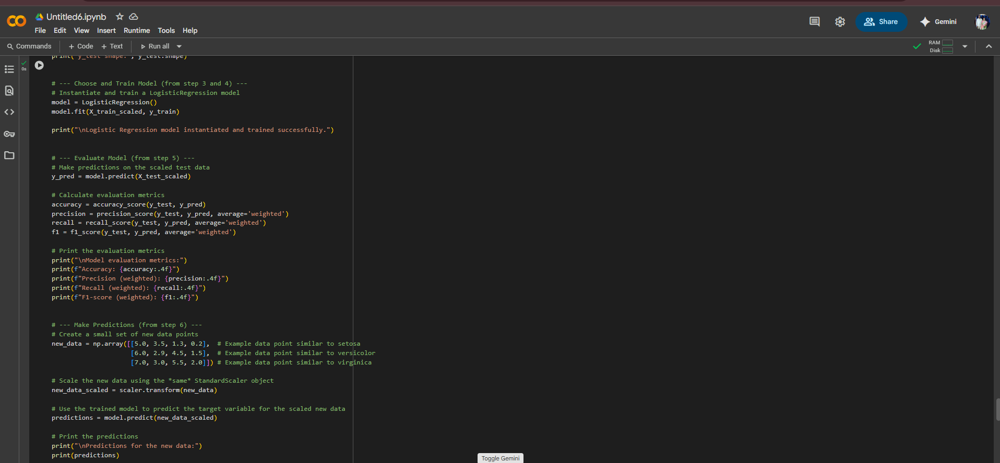 Untitled6.ipynb
File Edit View Insert Runtime Tools Help
Share
Gemini
Commands + Code + Text Run all
RAM
Disk
0s
print("y_test shape:", y_test.shape)
# --- Choose and Train Model (from step 3 and 4) ---
# Instantiate and train a LogisticRegression model
model = LogisticRegression()
model.fit(X_train_scaled, y_train)
print("\nLogistic Regression model instantiated and trained successfully.")
# --- Evaluate Model (from step 5) ---
# Make predictions on the scaled test data
y_pred = model.predict(X_test_scaled)
# Calculate evaluation metrics
accuracy = accuracy_score(y_test, y_pred)
precision = precision_score(y_test, y_pred, average='weighted')
recall = recall_score(y_test, y_pred, average='weighted')
f1 = f1_score(y_test, y_pred, average='weighted')
# Print the evaluation metrics
print("\nModel evaluation metrics:")
print(f"Accuracy: {accuracy:.4f}")
print(f"Precision (weighted): {precision:.4f}")
print(f"Recall (weighted): {recall:.4f}")
print(f"F1-score (weighted): {f1:.4f}")
# --- Make Predictions (from step 6) ---
# Create a small set of new data points
new_data = np.array([[5.0, 3.5, 1.3, 0.2],  # Example data point similar to setosa
[6.0, 2.9, 4.5, 1.5],  # Example data point similar to versicolor
[7.0, 3.0, 5.5, 2.0]]) # Example data point similar to virginica
# Scale the new data using the *same* StandardScaler object
new_data_scaled = scaler.transform(new_data)
# Use the trained model to predict the target variable for the scaled new data
predictions = model.predict(new_data_scaled)
# Print the predictions
print("\nPredictions for the new data:")
print(predictions)
Toggle Gemini